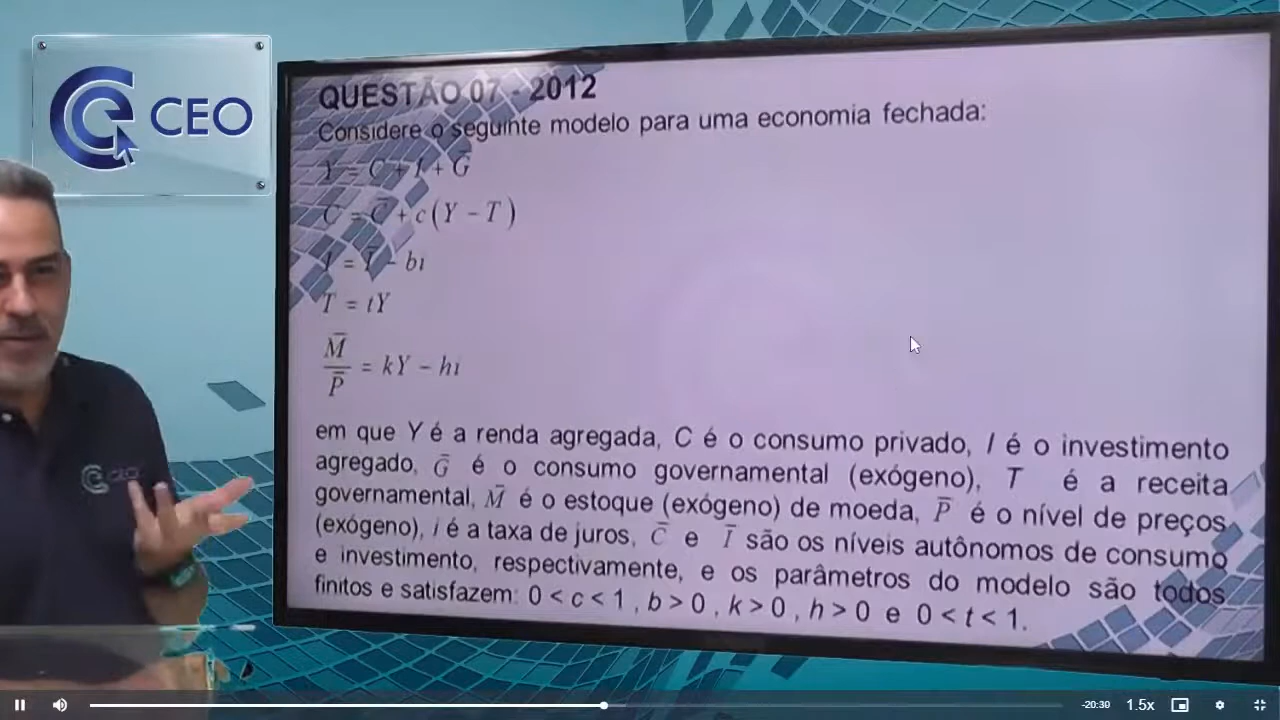 CEO
QUESTÃO 07 - 2012
Considere o seguinte modelo para uma economia fechada:
Y = C + I + G̅
C = C̅ + c(Y − T)
I = I̅ − bi
T = tY
M̅/P̅ = kY − hi
em que Y é a renda agregada, C é o consumo privado, I é o investimento
agregado, G̅ é o consumo governamental (exógeno), T é a receita
governamental, M̅ é o estoque (exógeno) de moeda, P̅ é o nível de preços
(exógeno), i é a taxa de juros, C̅ e I̅ são os níveis autônomos de consumo
e investimento, respectivamente, e os parâmetros do modelo são todos
finitos e satisfazem: 0 < c < 1 , b > 0 , k > 0 , h > 0 e 0 < t < 1.
CEO
-20:30 1.5x